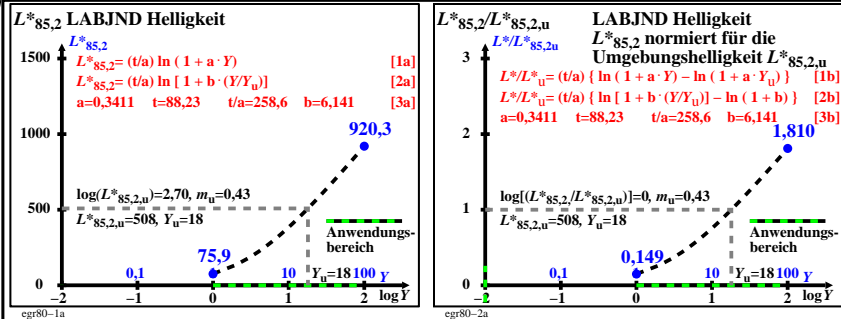 L*85,2 LABJND Helligkeit
L*85,2
1500
L*85,2= (t/a) ln ( 1 + a · Y) [1a]
L*85,2= (t/a) ln [ 1 + b · (Y/Yu)] [2a]
a=0,3411 t=88,23 t/a=258,6 b=6,141 [3a]
1000
920,3
log(L*85,2,u)=2,70, mu=0,43
500
L*85,2,u=508, Yu=18
Anwendungs-
bereich
75,9
0,1 10 Yu=18 100 Y
0
−2 −1 0 1 2 log Y
egr80−1a
L*85,2/L*85,2,u LABJND Helligkeit
L*/L*85,2u L*85,2 normiert für die
Umgebungshelligkeit L*85,2,u
3
L*/L*u= (t/a) { ln ( 1 + a · Y) − ln ( 1 + a · Yu) } [1b]
L*/L*u= (t/a) { ln [ 1 + b · (Y/Yu)] − ln ( 1 + b) } [2b]
a=0,3411 t=88,23 t/a=258,6 b=6,141 [3b]
2
1,810
log[(L*85,2/L*85,2,u)]=0, mu=0,43
1
L*85,2,u=508, Yu=18
Anwendungs-
bereich
0,149
0,1 10 Yu=18 100 Y
0
−2 −1 0 1 2 log Y
egr80−2a